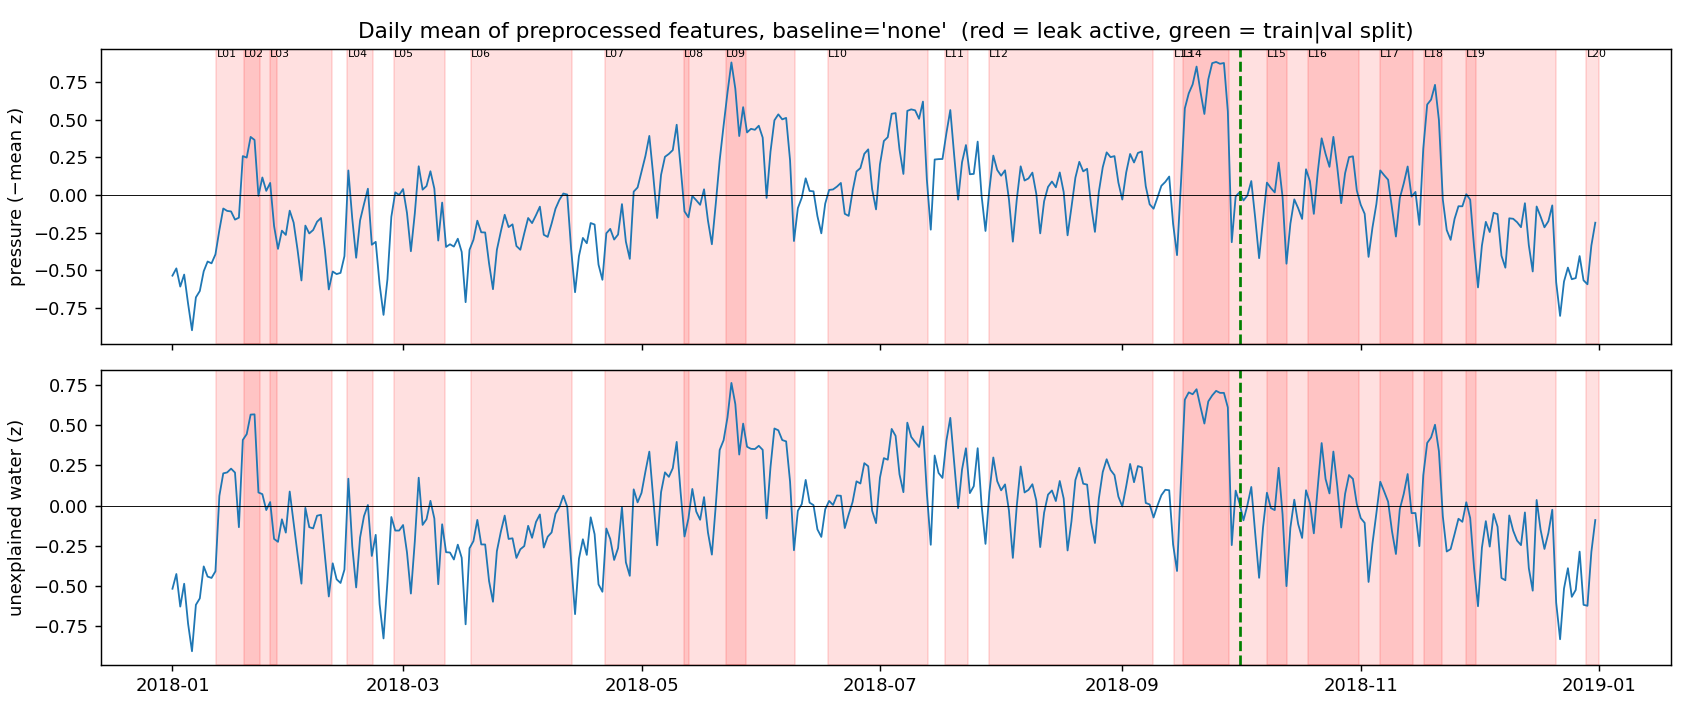 Daily mean of preprocessed features, baseline='none'  (red = leak active, green = train|val split)
L01 L02 L03 L04 L05 L06 L07 L08 L09 L10 L11 L12 L14 L15 L16 L17 L18 L19 L20
0.75
0.50
0.25
0.00
−0.25
−0.50
−0.75
pressure (−mean z)
0.75
0.50
0.25
0.00
−0.25
−0.50
−0.75
unexplained water (z)
2018-01 2018-03 2018-05 2018-07 2018-09 2018-11 2019-01